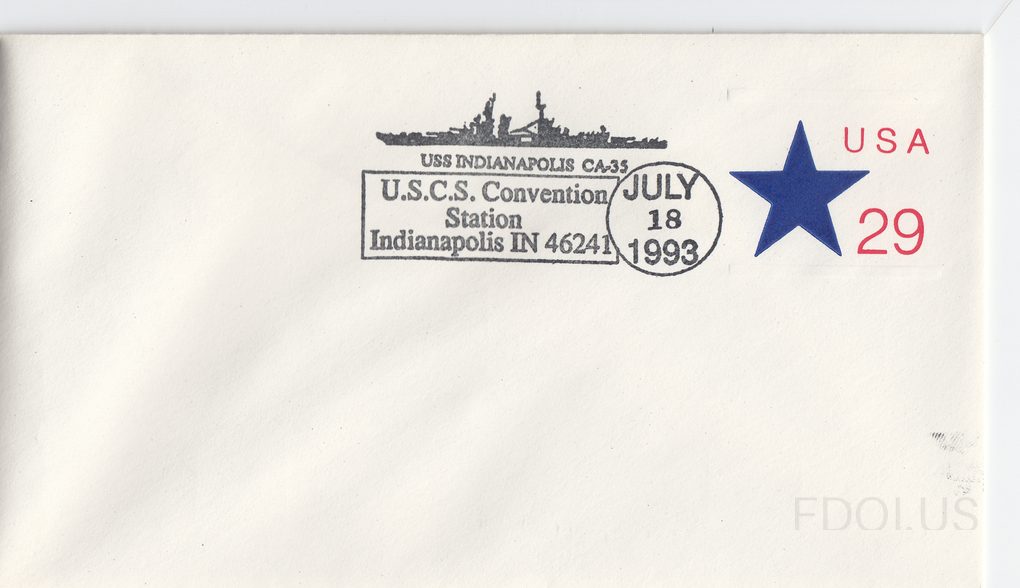 USS INDIANAPOLIS CA-35
U.S.C.S. Convention
Station
Indianapolis IN 46241
JULY
18
1993
USA
29
FDOI.US